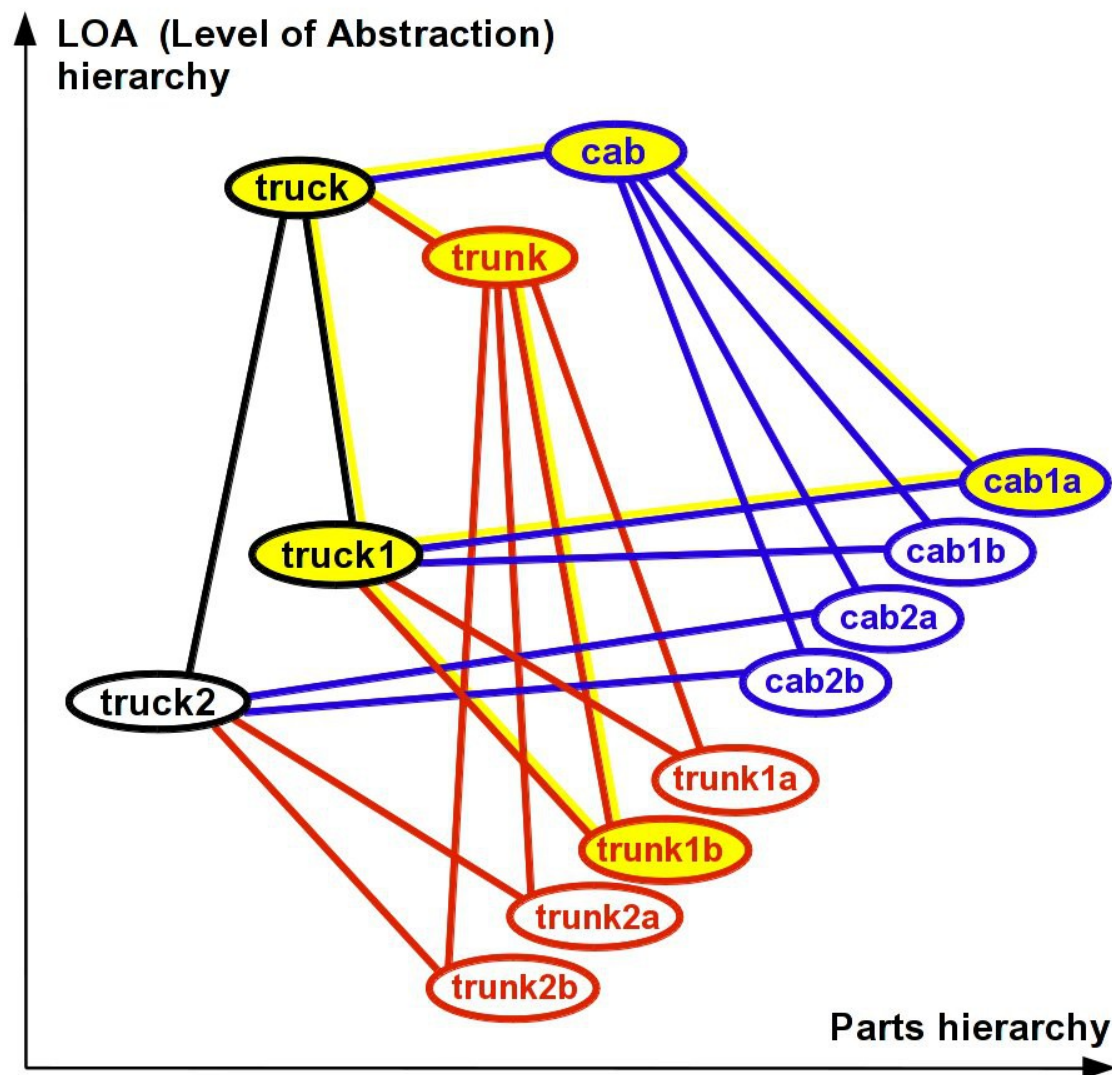 LOA (Level of Abstraction)
hierarchy
cab
truck
trunk
cab1a
truck1
cab1b
cab2a
cab2b
truck2
trunk1a
trunk1b
trunk2a
trunk2b
Parts hierarchy